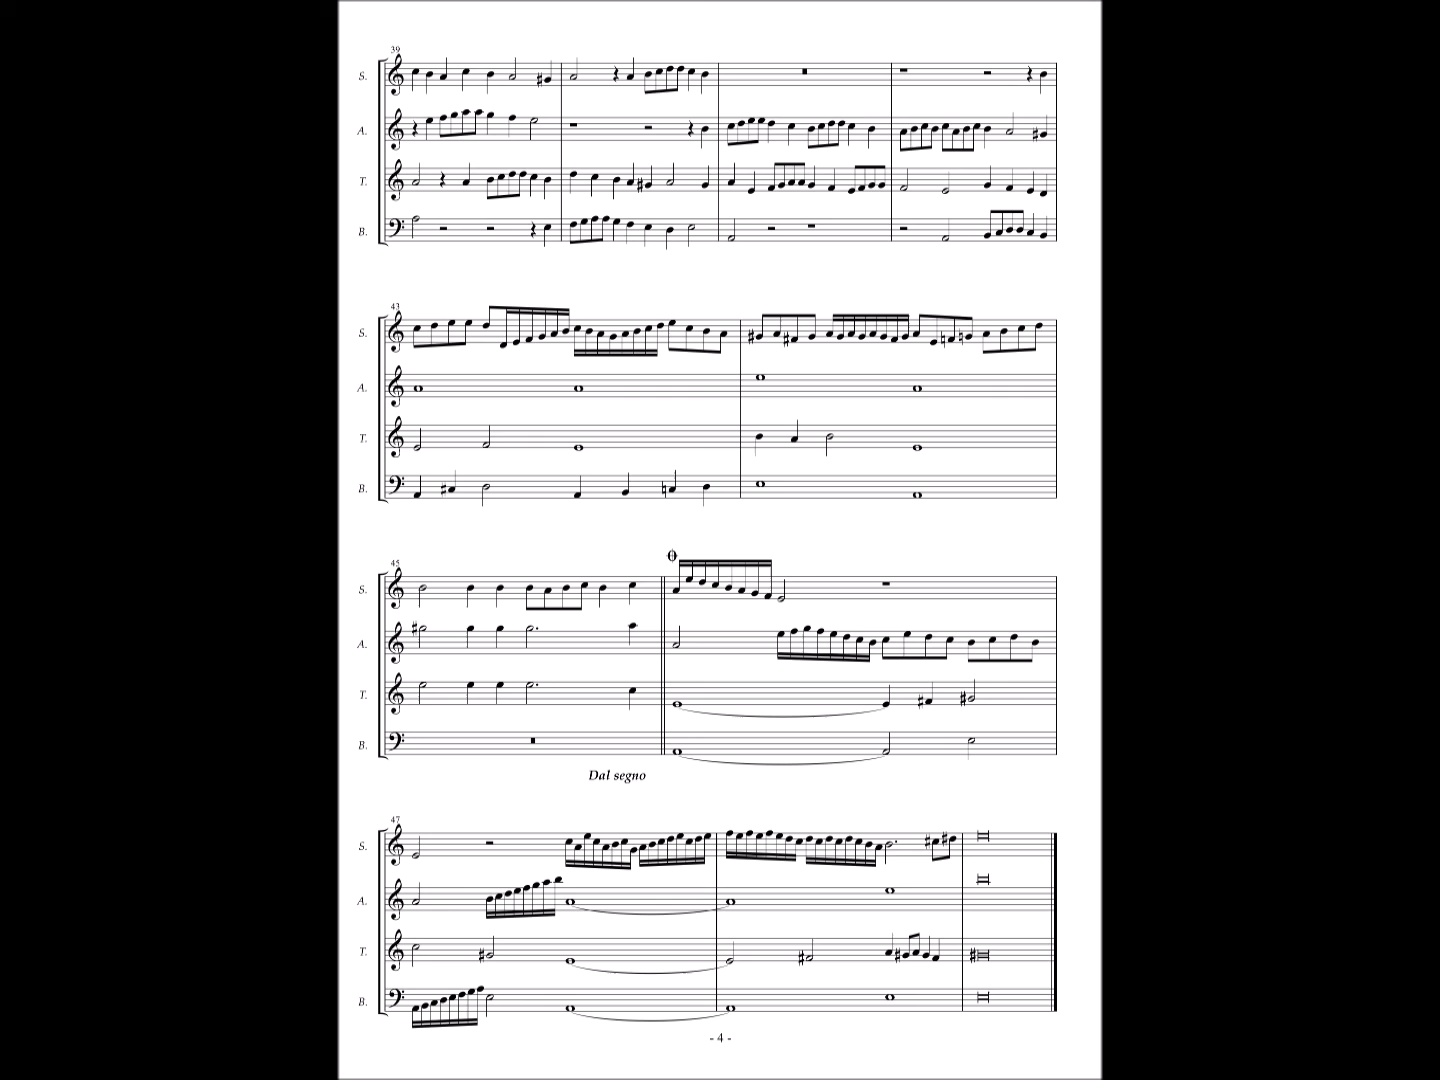 39
S.
A.
T.
B.
43
S.
A.
T.
B.
45
S.
A.
T.
B.
Dal segno
47
S.
A.
T.
B.
- 4 -